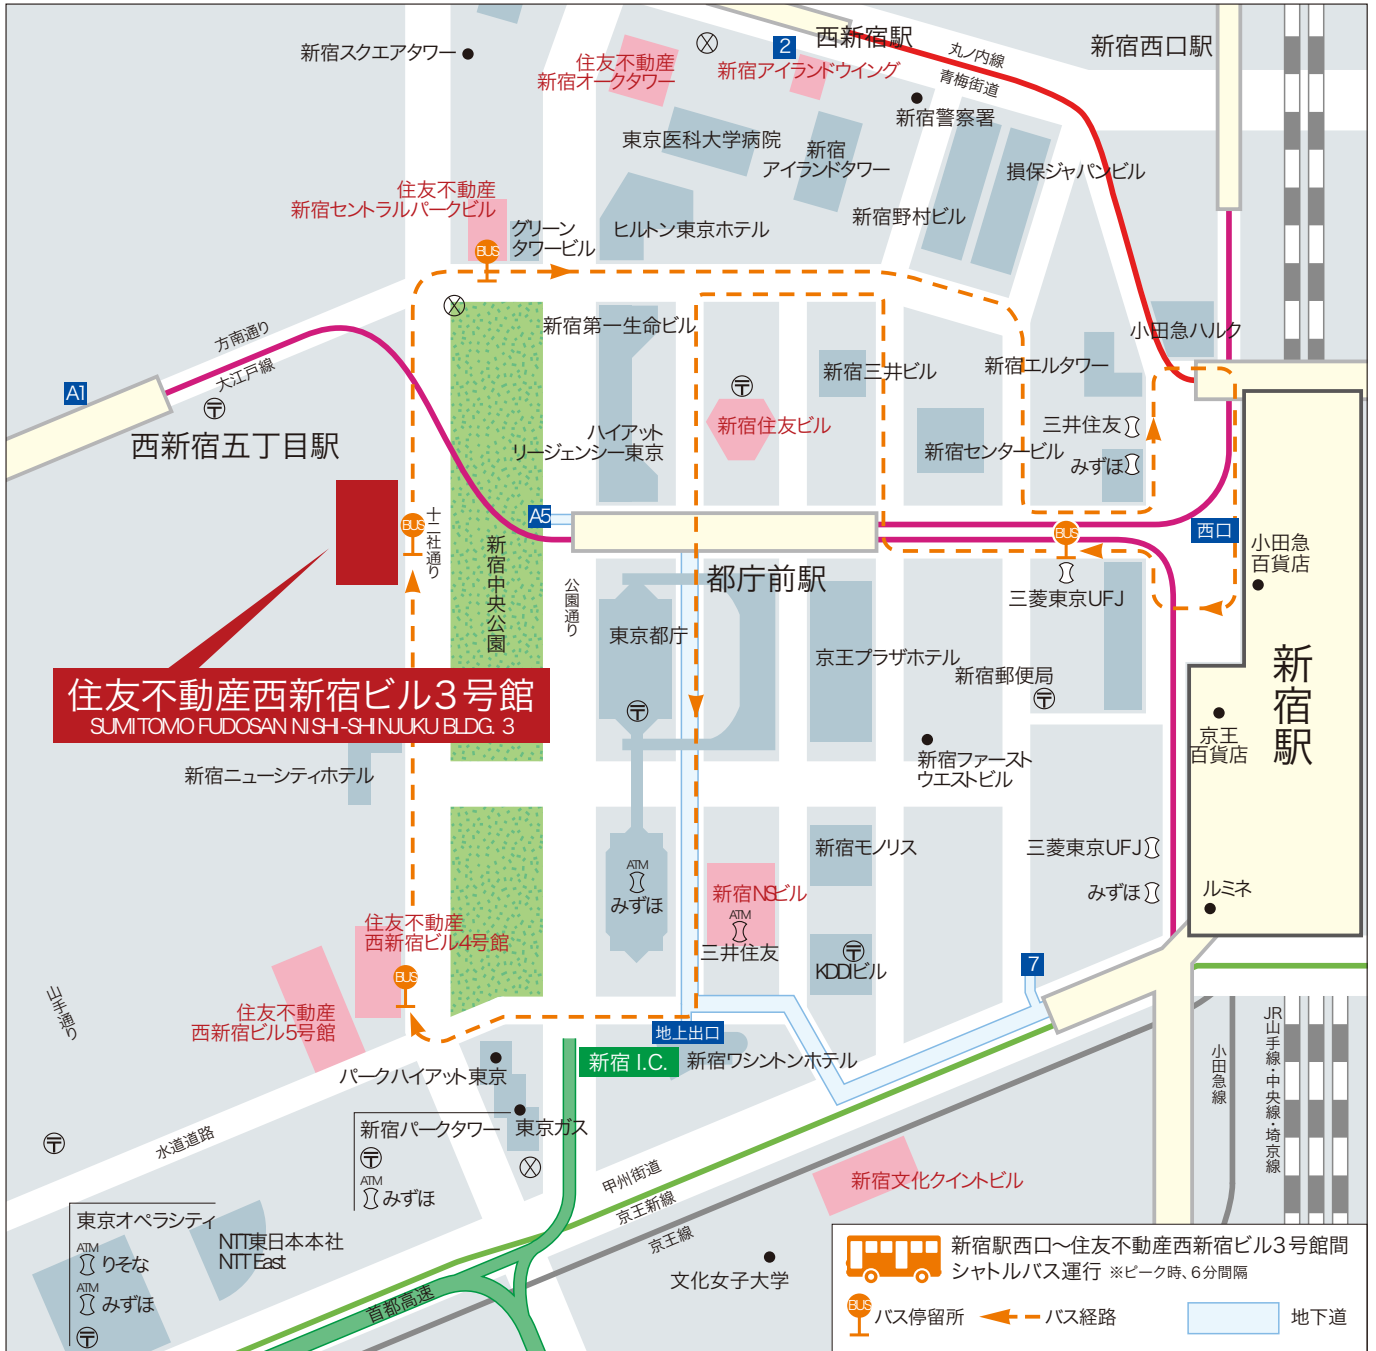 新宿スクエアタワー
住友不動産
新宿オークタワー
2
西新宿駅
新宿アイランドウイング
丸ノ内線
青梅街道
新宿西口駅
新宿警察署
東京医科大学病院
新宿
アイランドタワー
損保ジャパンビル
住友不動産
新宿セントラルパークビル
グリーン
タワービル
ヒルトン東京ホテル
新宿野村ビル
BUS
方南通り
大江戸線
新宿第一生命ビル
小田急ハルク
新宿三井ビル
新宿エルタワー
A1
西新宿五丁目駅
ハイアット
リージェンシー東京
新宿住友ビル
新宿センタービル
三井住友
みずほ
BUS
十二社通り
新宿中央公園
A5
公園通り
都庁前駅
BUS
西口
小田急
百貨店
三菱東京UFJ
東京都庁
京王プラザホテル
新宿郵便局
新宿駅
住友不動産西新宿ビル3号館
SUMITOMO FUDOSAN NISHI-SHINJUKU BLDG. 3
京王
百貨店
新宿ファースト
ウエストビル
新宿ニューシティホテル
新宿モノリス
三菱東京UFJ
みずほ
ルミネ
ATM
みずほ
新宿NSビル
ATM
三井住友
KDDIビル
住友不動産
西新宿ビル4号館
BUS
7
山手通り
住友不動産
西新宿ビル5号館
地上出口
新宿 I.C.
新宿ワシントンホテル
パークハイアット東京
JR山手線・中央線・埼京線
小田急線
新宿パークタワー
東京ガス
ATM
みずほ
水道道路
甲州街道
京王新線
京王線
新宿文化クイントビル
東京オペラシティ
ATM
りそな
ATM
みずほ
NTT東日本本社
NTT East
首都高速
文化女子大学
新宿駅西口〜住友不動産西新宿ビル3号館間
シャトルバス運行 ※ピーク時、6分間隔
BUS
バス停留所
バス経路
地下道